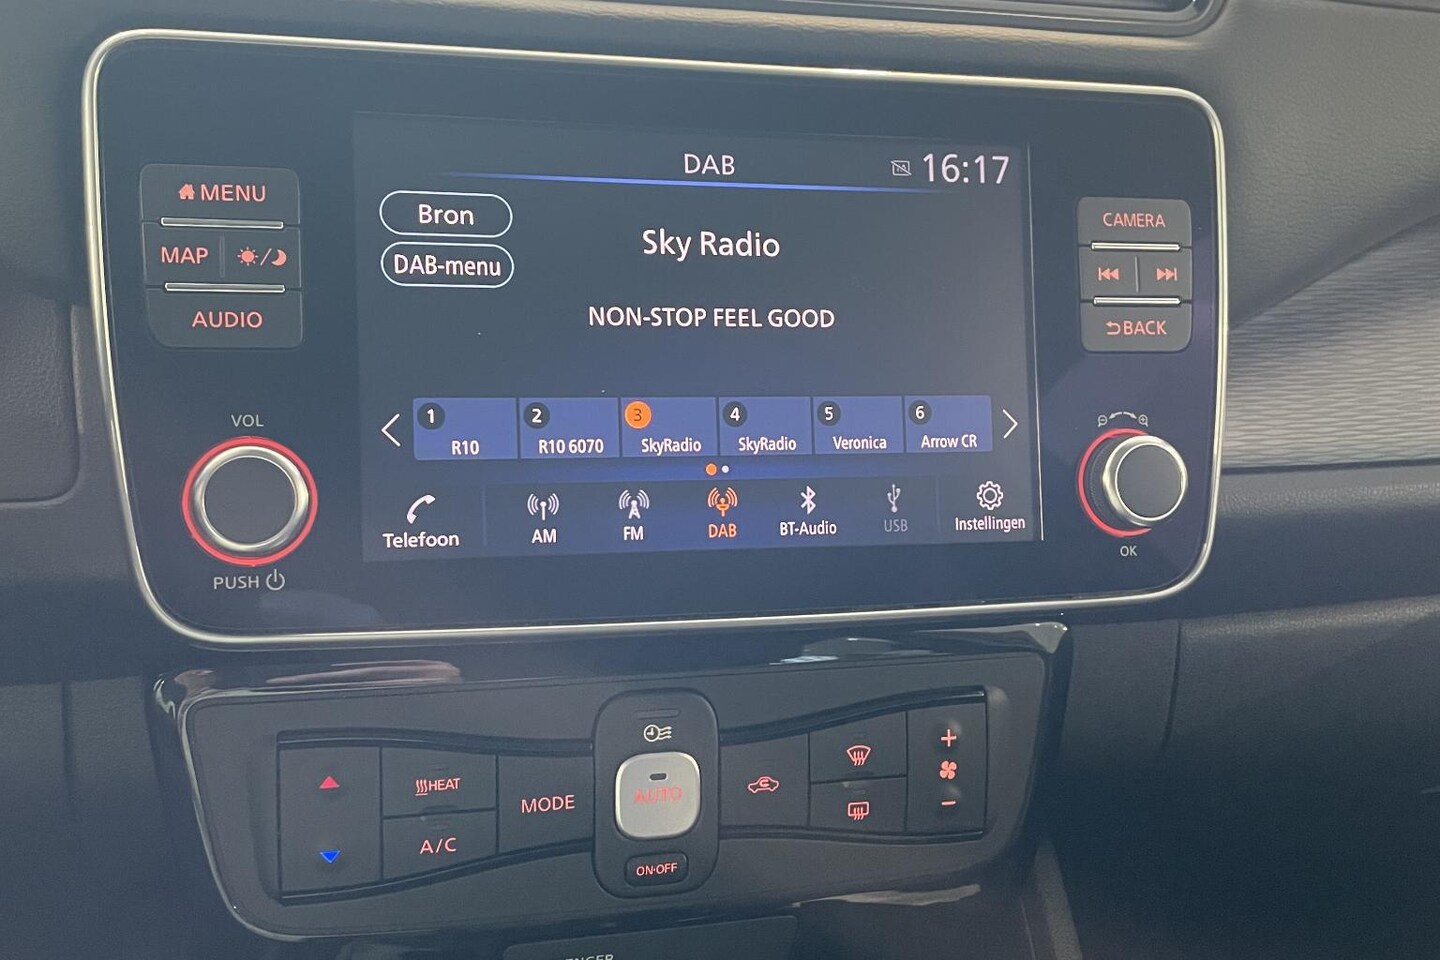 DAB
16:17
MENU
MAP
AUDIO
Bron
DAB-menu
Sky Radio
NON-STOP FEEL GOOD
CAMERA
BACK
1 R10
2 R10 6070
3 SkyRadio
4 SkyRadio
5 Veronica
6 Arrow CR
VOL
PUSH
Telefoon
AM
FM
DAB
BT-Audio
USB
Instellingen
OK
HEAT
A/C
MODE
AUTO
ON·OFF